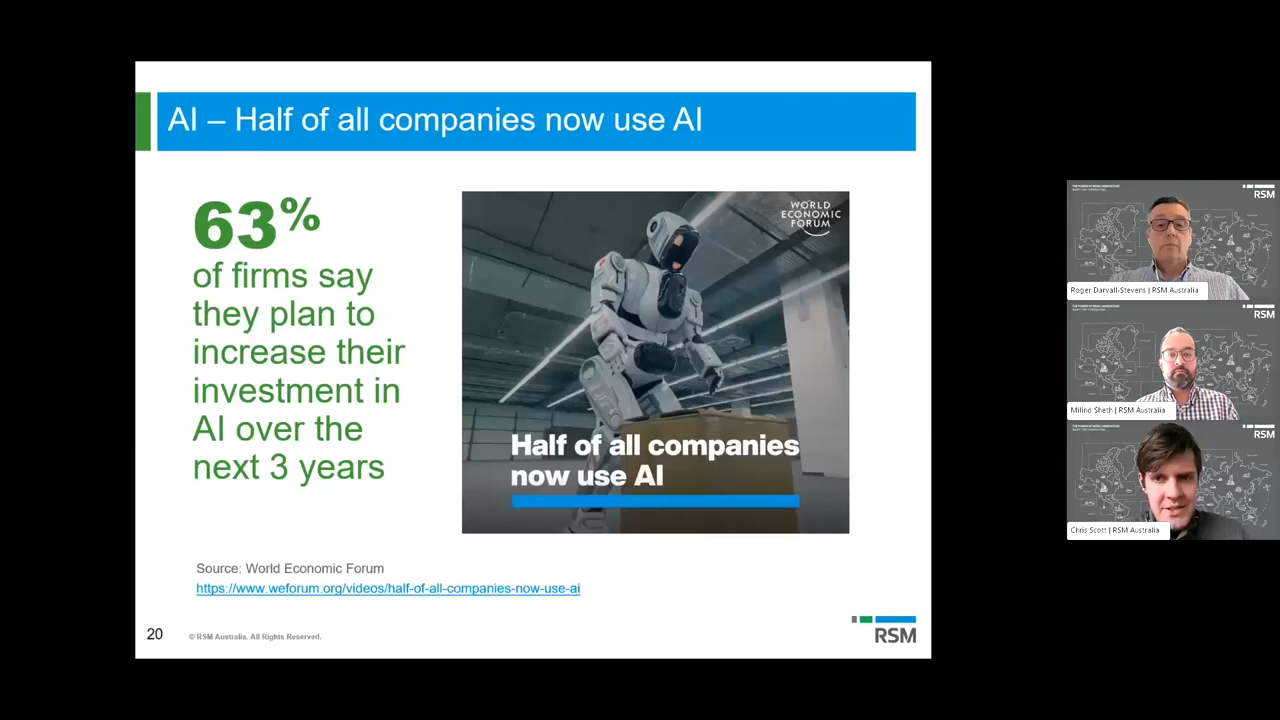 AI – Half of all companies now use AI
63%
of firms say
they plan to
increase their
investment in
AI over the
next 3 years
WORLD
ECONOMIC
FORUM
Half of all companies
now use AI
Source: World Economic Forum
https://www.weforum.org/videos/half-of-all-companies-now-use-ai
20
© RSM Australia. All Rights Reserved.
RSM
RSM
Roger Darvall-Stevens | RSM Australia
RSM
Milind Sheth | RSM Australia
RSM
Chris Scott | RSM Australia